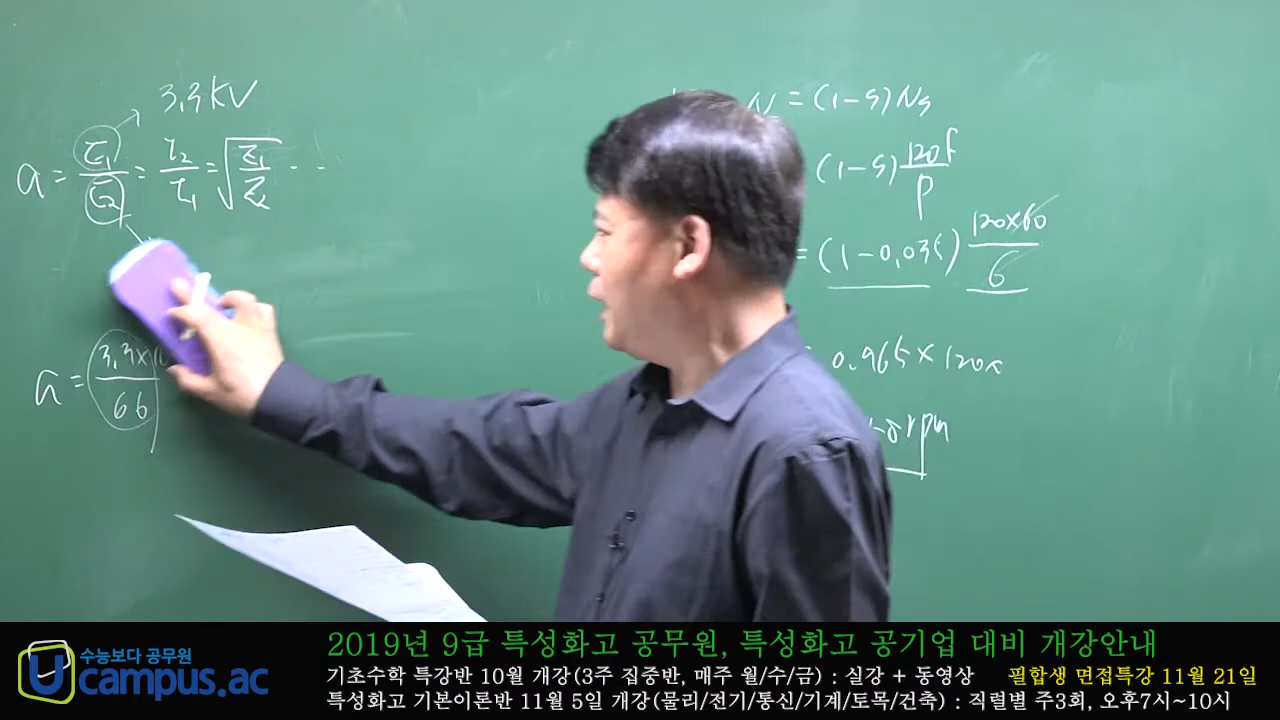 3.3KV
a = E1/E2 = I2/I1 = √(Z1/Z2) ...
a = 3.3×10/66
N = (1-s)Ns
(1-s) 120f/P
= (1-0.035) 120×60/6
0.965×120
rpm
2019년 9급 특성화고 공무원, 특성화고 공기업 대비 개강안내
수능보다 공무원
Ucampus.ac
기초수학 특강반 10월 개강(3주 집중반, 매주 월/수/금) : 실강 + 동영상 필합생 면접특강 11월 21일
특성화고 기본이론반 11월 5일 개강(물리/전기/통신/기계/토목/건축) : 직렬별 주3회, 오후7시~10시